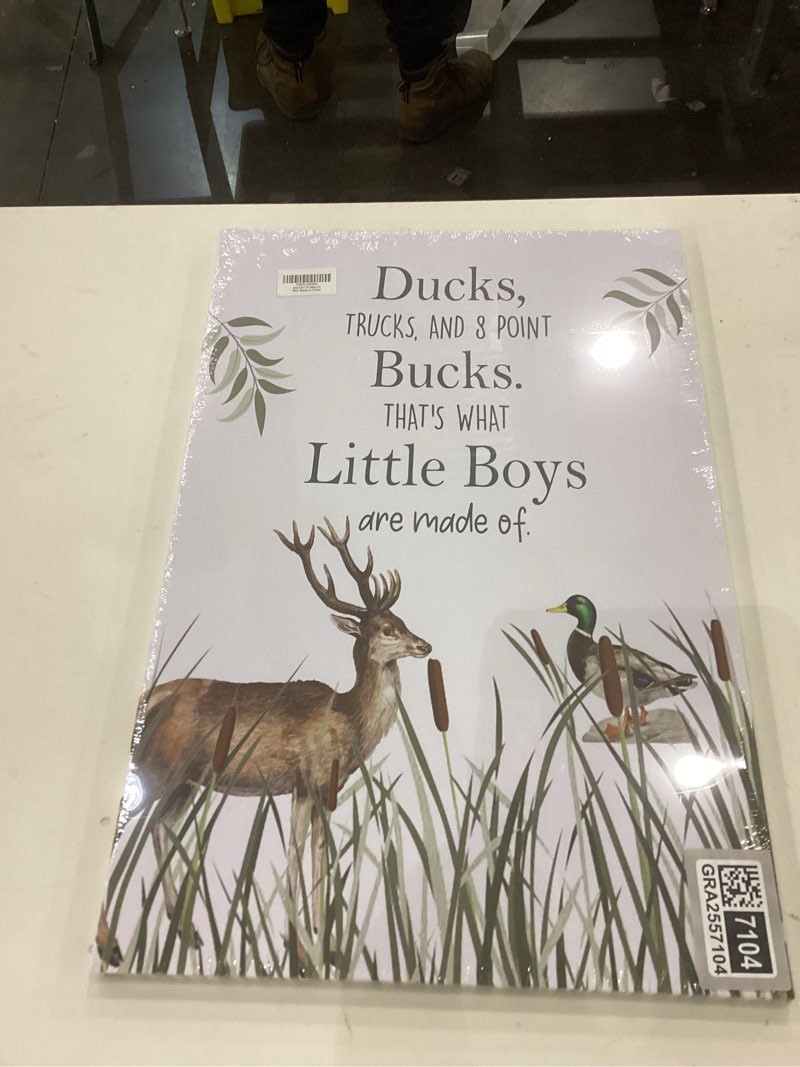 Ducks,
TRUCKS, AND 8 POINT
Bucks.
THAT'S WHAT
Little Boys
are made of.
7104
GRA2557104